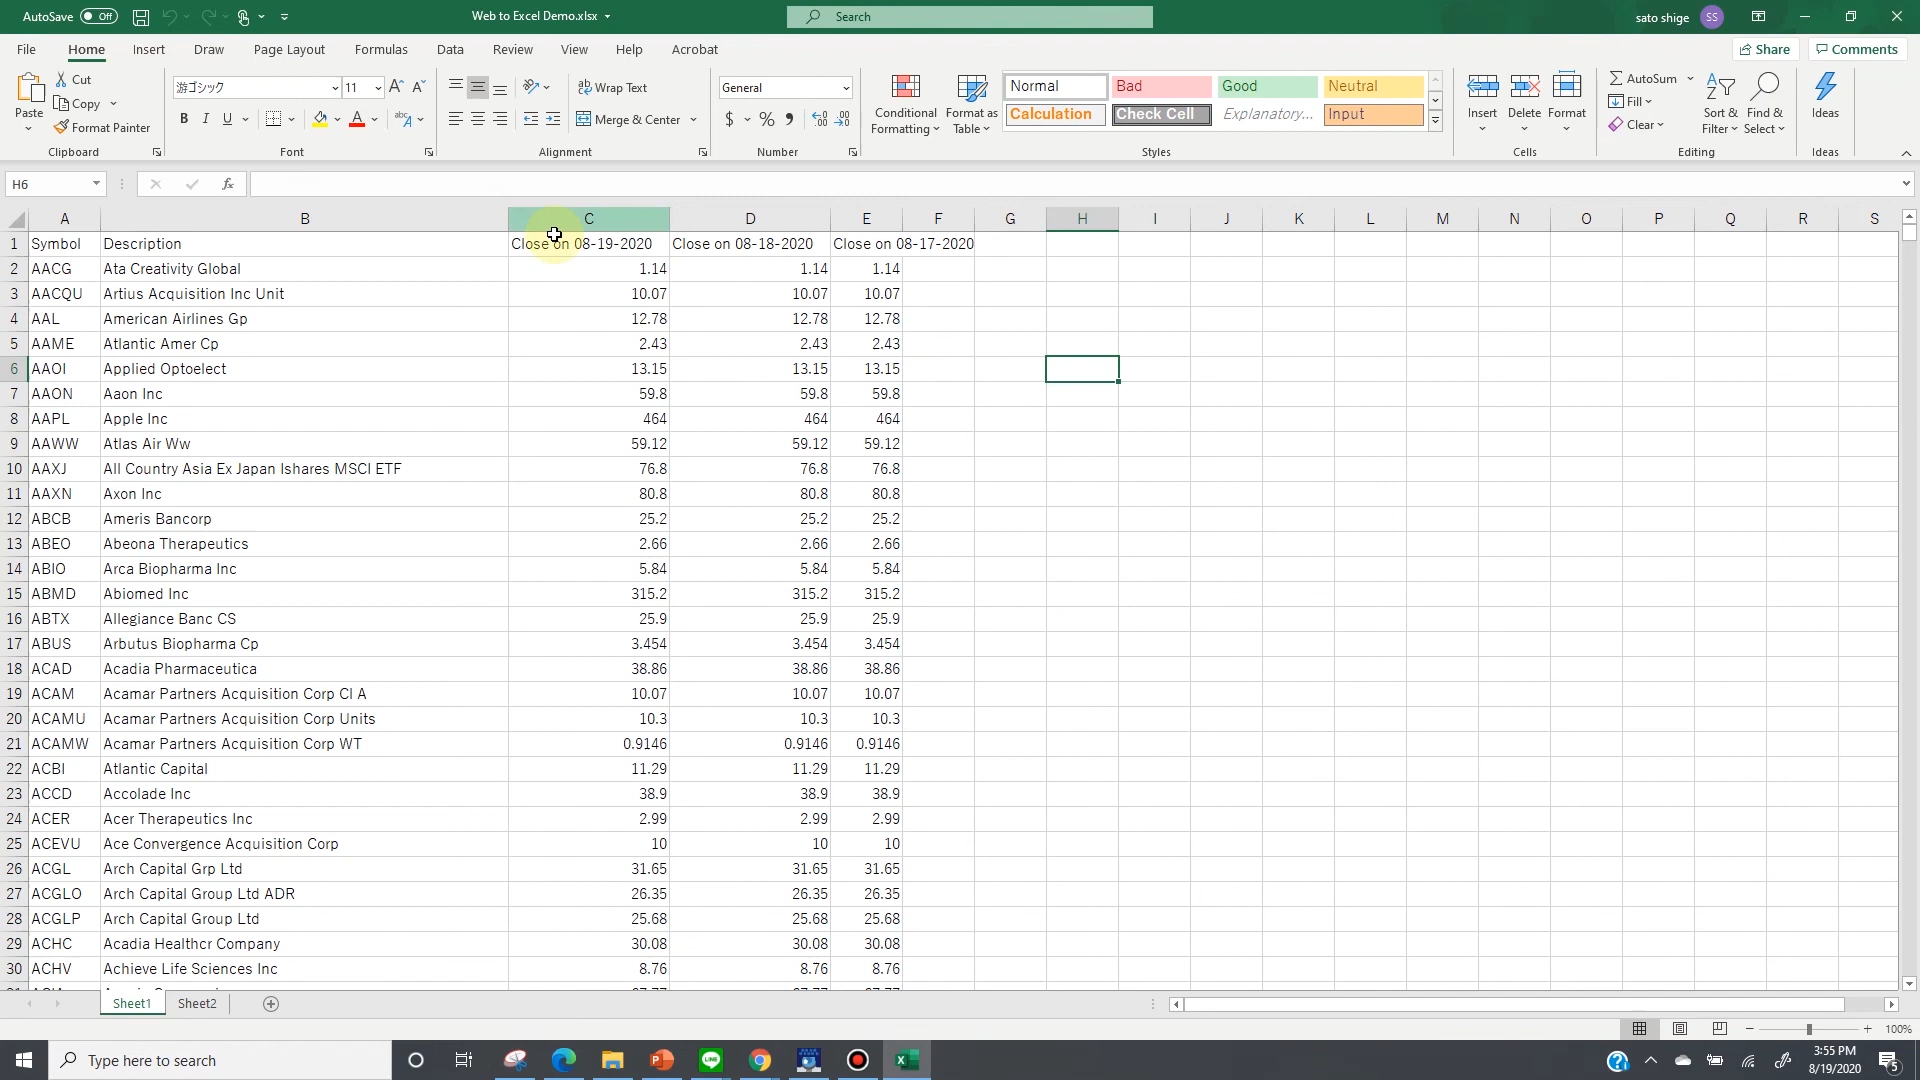 AutoSave Off Web to Excel Demo.xlsx Search sato shige SS
File Home Insert Draw Page Layout Formulas Data Review View Help Acrobat Share Comments
Paste Cut Copy Format Painter Clipboard
游ゴシック 11 B I U Font
Wrap Text Merge & Center Alignment
General $ % Number
Conditional Formatting Format as Table Normal Bad Good Neutral Calculation Check Cell Explanatory... Input Styles
Insert Delete Format Cells
AutoSum Fill Clear Sort & Filter Find & Select Editing
Ideas Ideas
H6 fx
A B C D E F G H I J K L M N O P Q R S
1 Symbol Description Close on 08-19-2020 Close on 08-18-2020 Close on 08-17-2020
2 AACG Ata Creativity Global 1.14 1.14 1.14
3 AACQU Artius Acquisition Inc Unit 10.07 10.07 10.07
4 AAL American Airlines Gp 12.78 12.78 12.78
5 AAME Atlantic Amer Cp 2.43 2.43 2.43
6 AAOI Applied Optoelect 13.15 13.15 13.15
7 AAON Aaon Inc 59.8 59.8 59.8
8 AAPL Apple Inc 464 464 464
9 AAWW Atlas Air Ww 59.12 59.12 59.12
10 AAXJ All Country Asia Ex Japan Ishares MSCI ETF 76.8 76.8 76.8
11 AAXN Axon Inc 80.8 80.8 80.8
12 ABCB Ameris Bancorp 25.2 25.2 25.2
13 ABEO Abeona Therapeutics 2.66 2.66 2.66
14 ABIO Arca Biopharma Inc 5.84 5.84 5.84
15 ABMD Abiomed Inc 315.2 315.2 315.2
16 ABTX Allegiance Banc CS 25.9 25.9 25.9
17 ABUS Arbutus Biopharma Cp 3.454 3.454 3.454
18 ACAD Acadia Pharmaceutica 38.86 38.86 38.86
19 ACAM Acamar Partners Acquisition Corp Cl A 10.07 10.07 10.07
20 ACAMU Acamar Partners Acquisition Corp Units 10.3 10.3 10.3
21 ACAMW Acamar Partners Acquisition Corp WT 0.9146 0.9146 0.9146
22 ACBI Atlantic Capital 11.29 11.29 11.29
23 ACCD Accolade Inc 38.9 38.9 38.9
24 ACER Acer Therapeutics Inc 2.99 2.99 2.99
25 ACEVU Ace Convergence Acquisition Corp 10 10 10
26 ACGL Arch Capital Grp Ltd 31.65 31.65 31.65
27 ACGLO Arch Capital Group Ltd ADR 26.35 26.35 26.35
28 ACGLP Arch Capital Group Ltd 25.68 25.68 25.68
29 ACHC Acadia Healthcr Company 30.08 30.08 30.08
30 ACHV Achieve Life Sciences Inc 8.76 8.76 8.76
Sheet1 Sheet2
100%
Type here to search 3:55 PM
8/19/2020 5